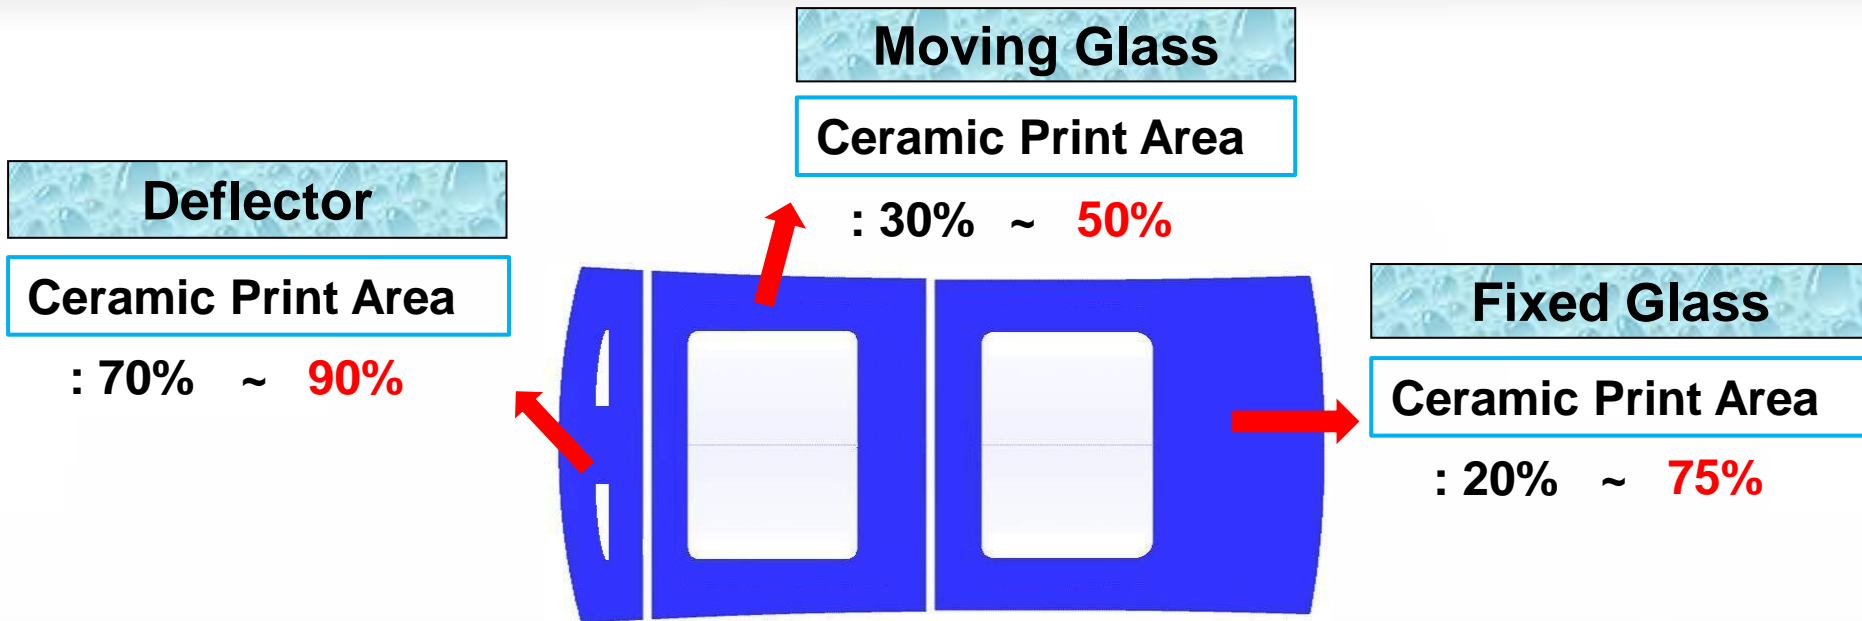 Moving Glass
Ceramic Print Area
: 30% ~ 50%
Deflector
Ceramic Print Area
: 70% ~ 90%
Fixed Glass
Ceramic Print Area
: 20% ~ 75%